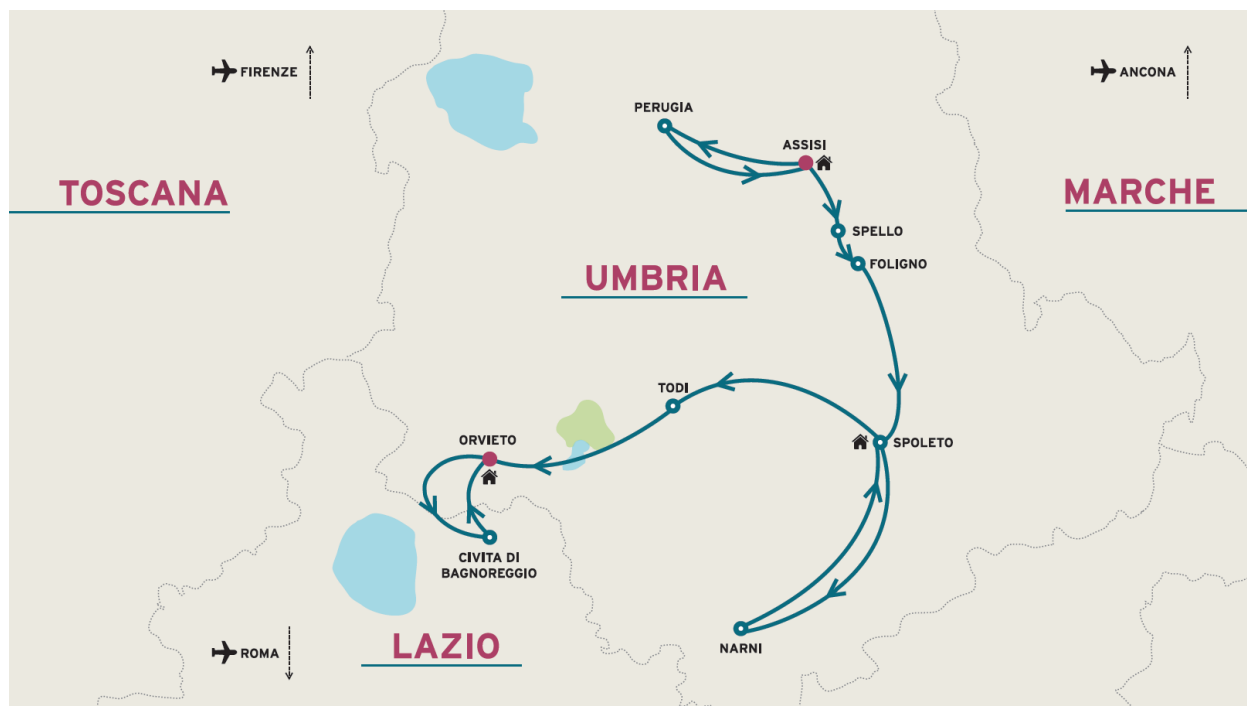 FIRENZE
ANCONA
PERUGIA
ASSISI
TOSCANA
MARCHE
SPELLO
FOLIGNO
UMBRIA
TODI
ORVIETO
SPOLETO
CIVITA DI
BAGNOREGGIO
ROMA
LAZIO
NARNI